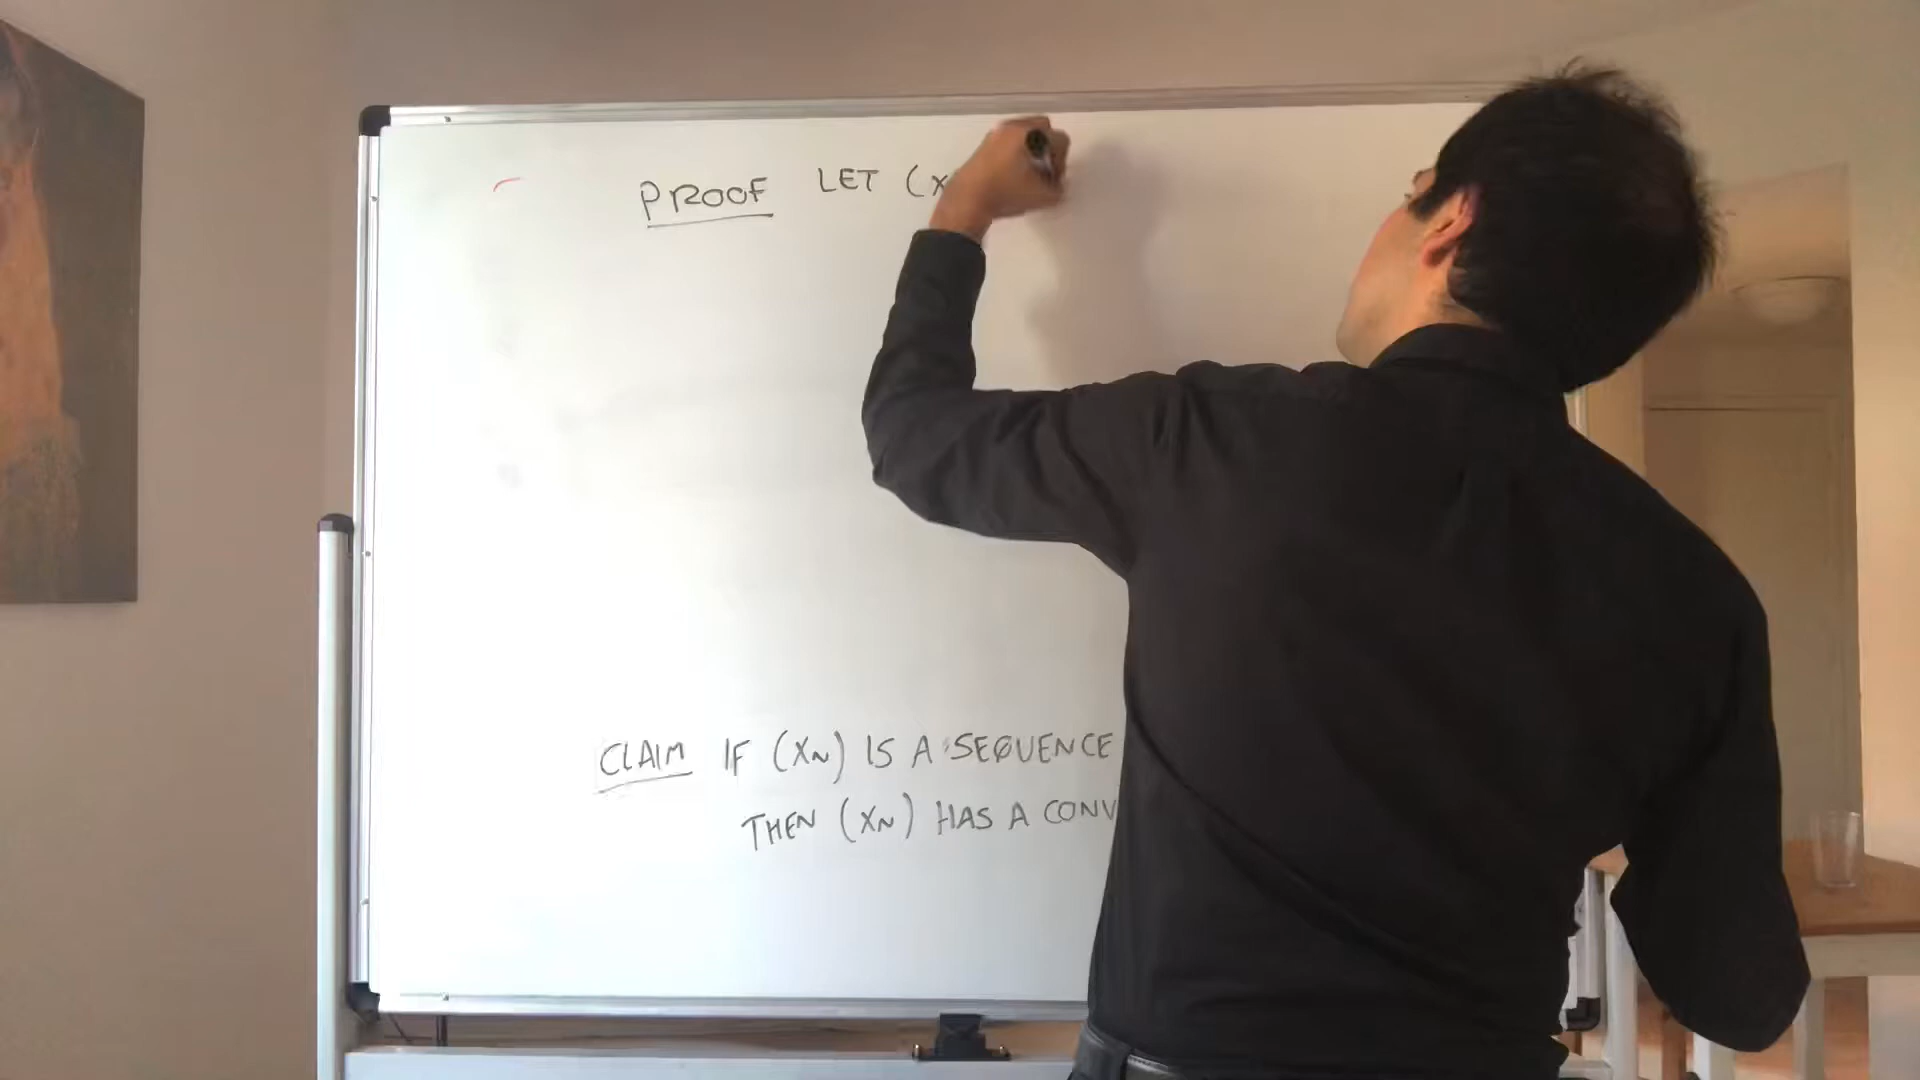 PROOF LET (X
CLAIM IF (XN) IS A SEQUENCE
THEN (XN) HAS A CONV